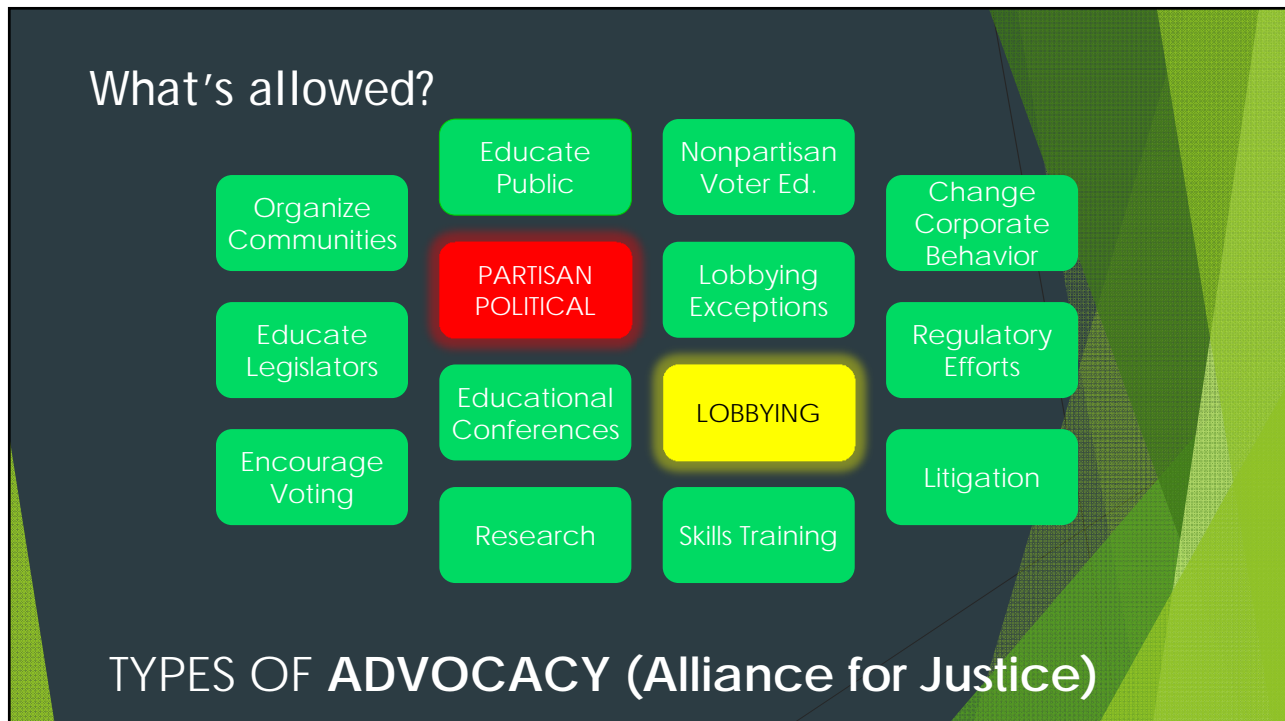 What's allowed?
Organize
Communities
Educate
Legislators
Encourage
Voting
Educate
Public
PARTISAN
POLITICAL
Educational
Conferences
Research
Nonpartisan
Voter Ed.
Lobbying
Exceptions
LOBBYING
Skills Training
Change
Corporate
Behavior
Regulatory
Efforts
Litigation
TYPES OF ADVOCACY (Alliance for Justice)